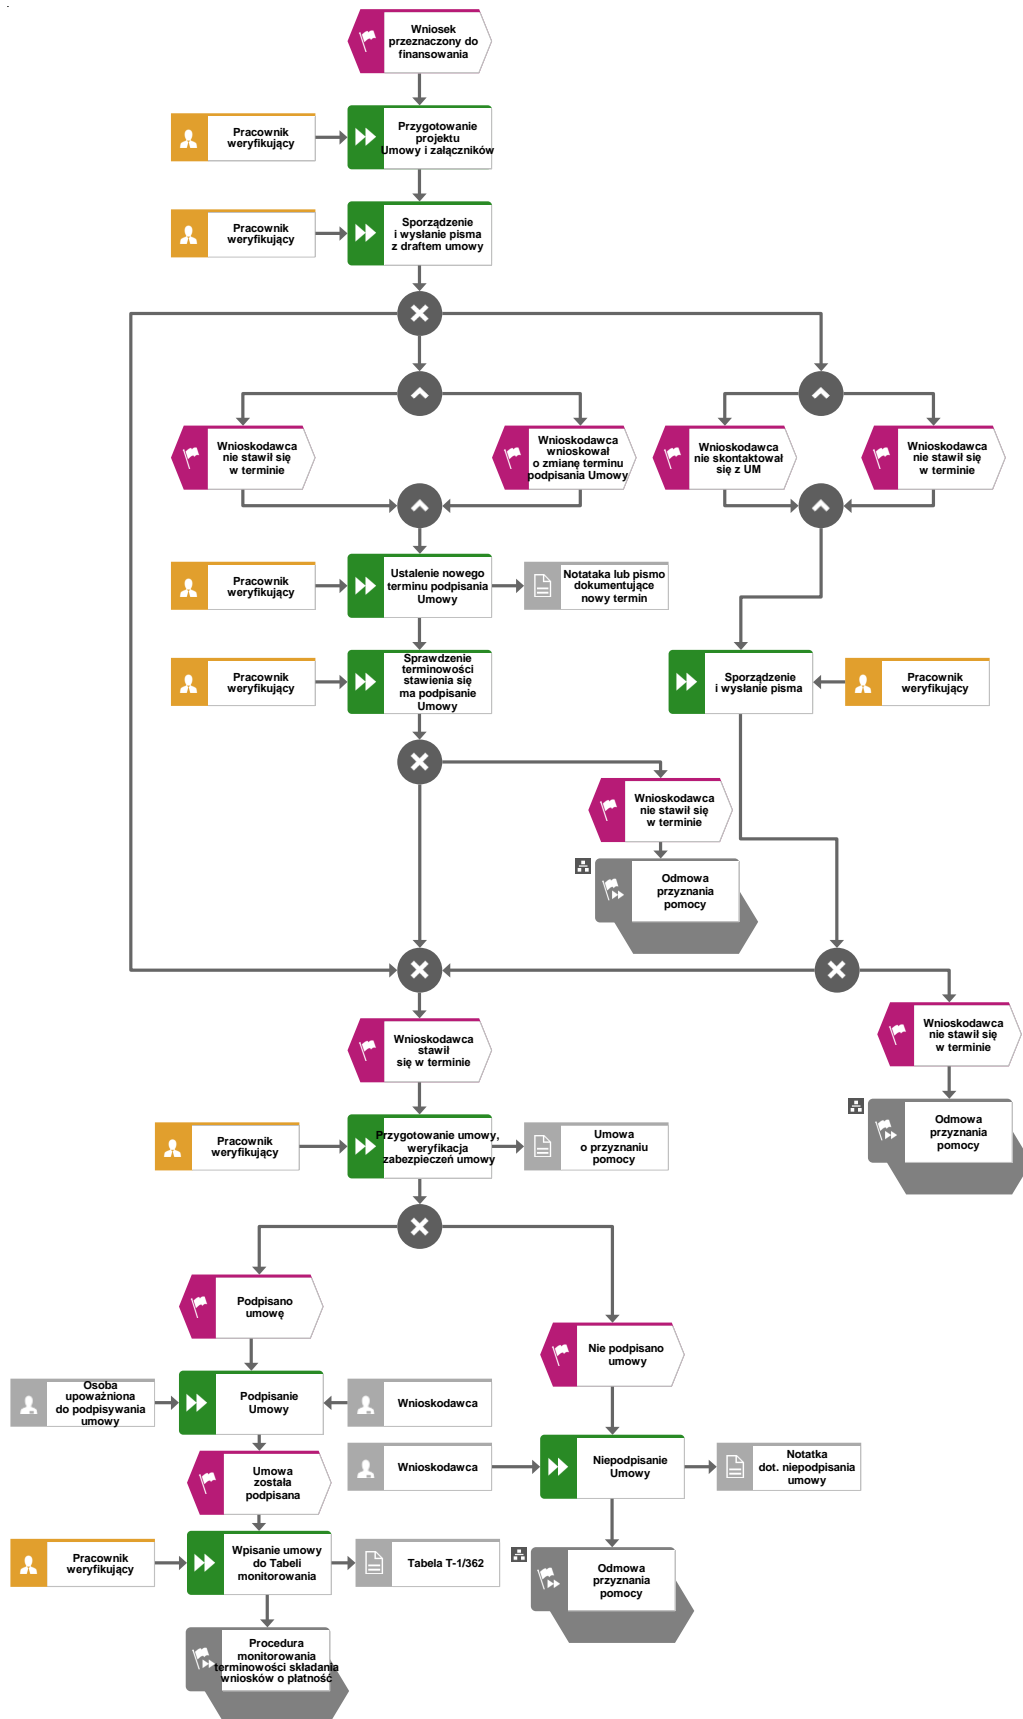 Wniosek
przeznaczony do
finansowania
Pracownik
weryfikujący
Przygotowanie
projektu
Umowy i załączników
Pracownik
weryfikujący
Sporządzenie
i wysłanie pisma
z draftem umowy
Wnioskodawca
nie stawił się
w terminie
Wnioskodawca
wnioskował
o zmianę terminu
podpisania Umowy
Wnioskodawca
nie skontaktował
się z UM
Wnioskodawca
nie stawił się
w terminie
Pracownik
weryfikujący
Ustalenie nowego
terminu podpisania
Umowy
Notataka lub pismo
dokumentujące
nowy termin
Pracownik
weryfikujący
Sprawdzenie
terminowości
stawienia się
ma podpisanie
Umowy
Sporządzenie
i wysłanie pisma
Pracownik
weryfikujący
Wnioskodawca
nie stawił się
w terminie
Odmowa
przyznania
pomocy
Wnioskodawca
stawił
się w terminie
Wnioskodawca
nie stawił się
w terminie
Pracownik
weryfikujący
Przygotowanie umowy,
weryfikacja
zabezpieczeń umowy
Umowa
o przyznaniu
pomocy
Odmowa
przyznania
pomocy
Podpisano
umowę
Nie podpisano
umowy
Osoba
upoważniona
do podpisywania
umowy
Podpisanie
Umowy
Wnioskodawca
Wnioskodawca
Niepodpisanie
Umowy
Notatka
dot. niepodpisania
umowy
Umowa
została
podpisana
Pracownik
weryfikujący
Wpisanie umowy
do Tabeli
monitorowania
Tabela T-1/362
Odmowa
przyznania
pomocy
Procedura
monitorowania
terminowości składania
wniosków o płatność